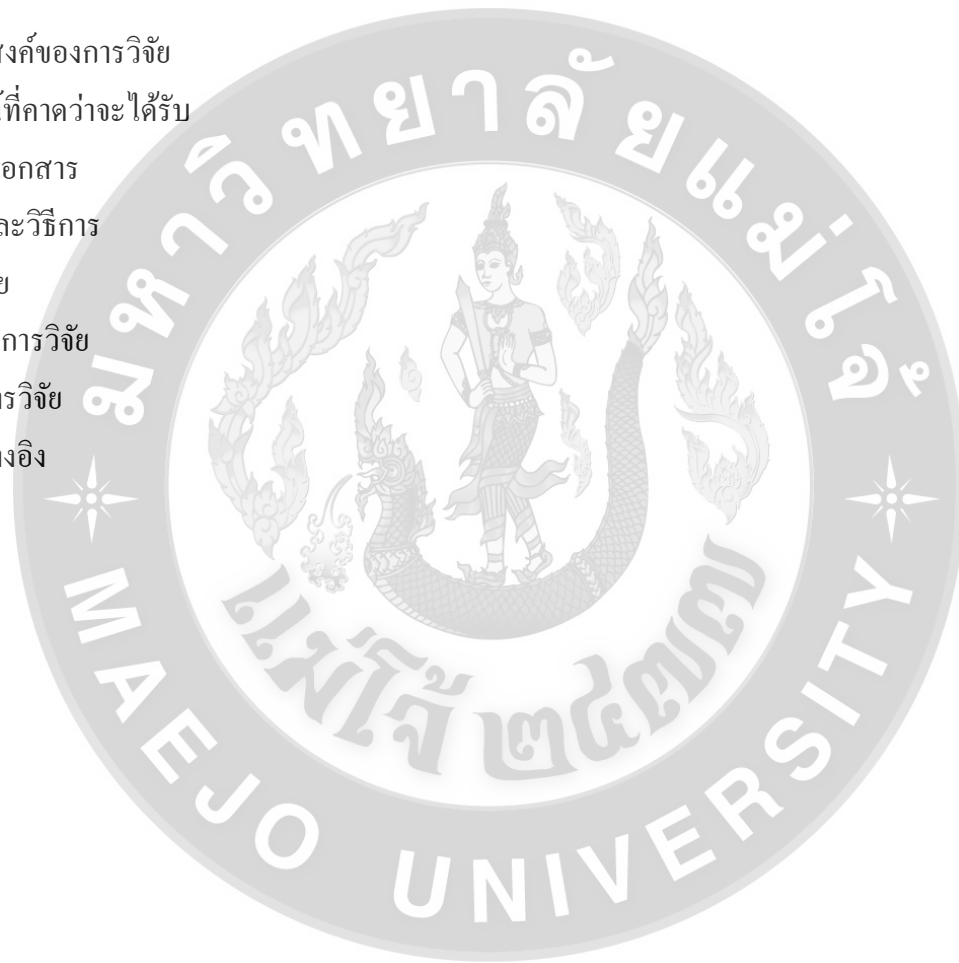 สงค์ของการวิจัย
ที่คาดว่าจะได้รับ
อกสาร
ละวิธีการ
ย
การวิจัย
ารวิจัย
งอิง
มหาวิทยาลัยแม่โจ้
แม่โจ้ ๒๔๗๗
MAEJO UNIVERSITY